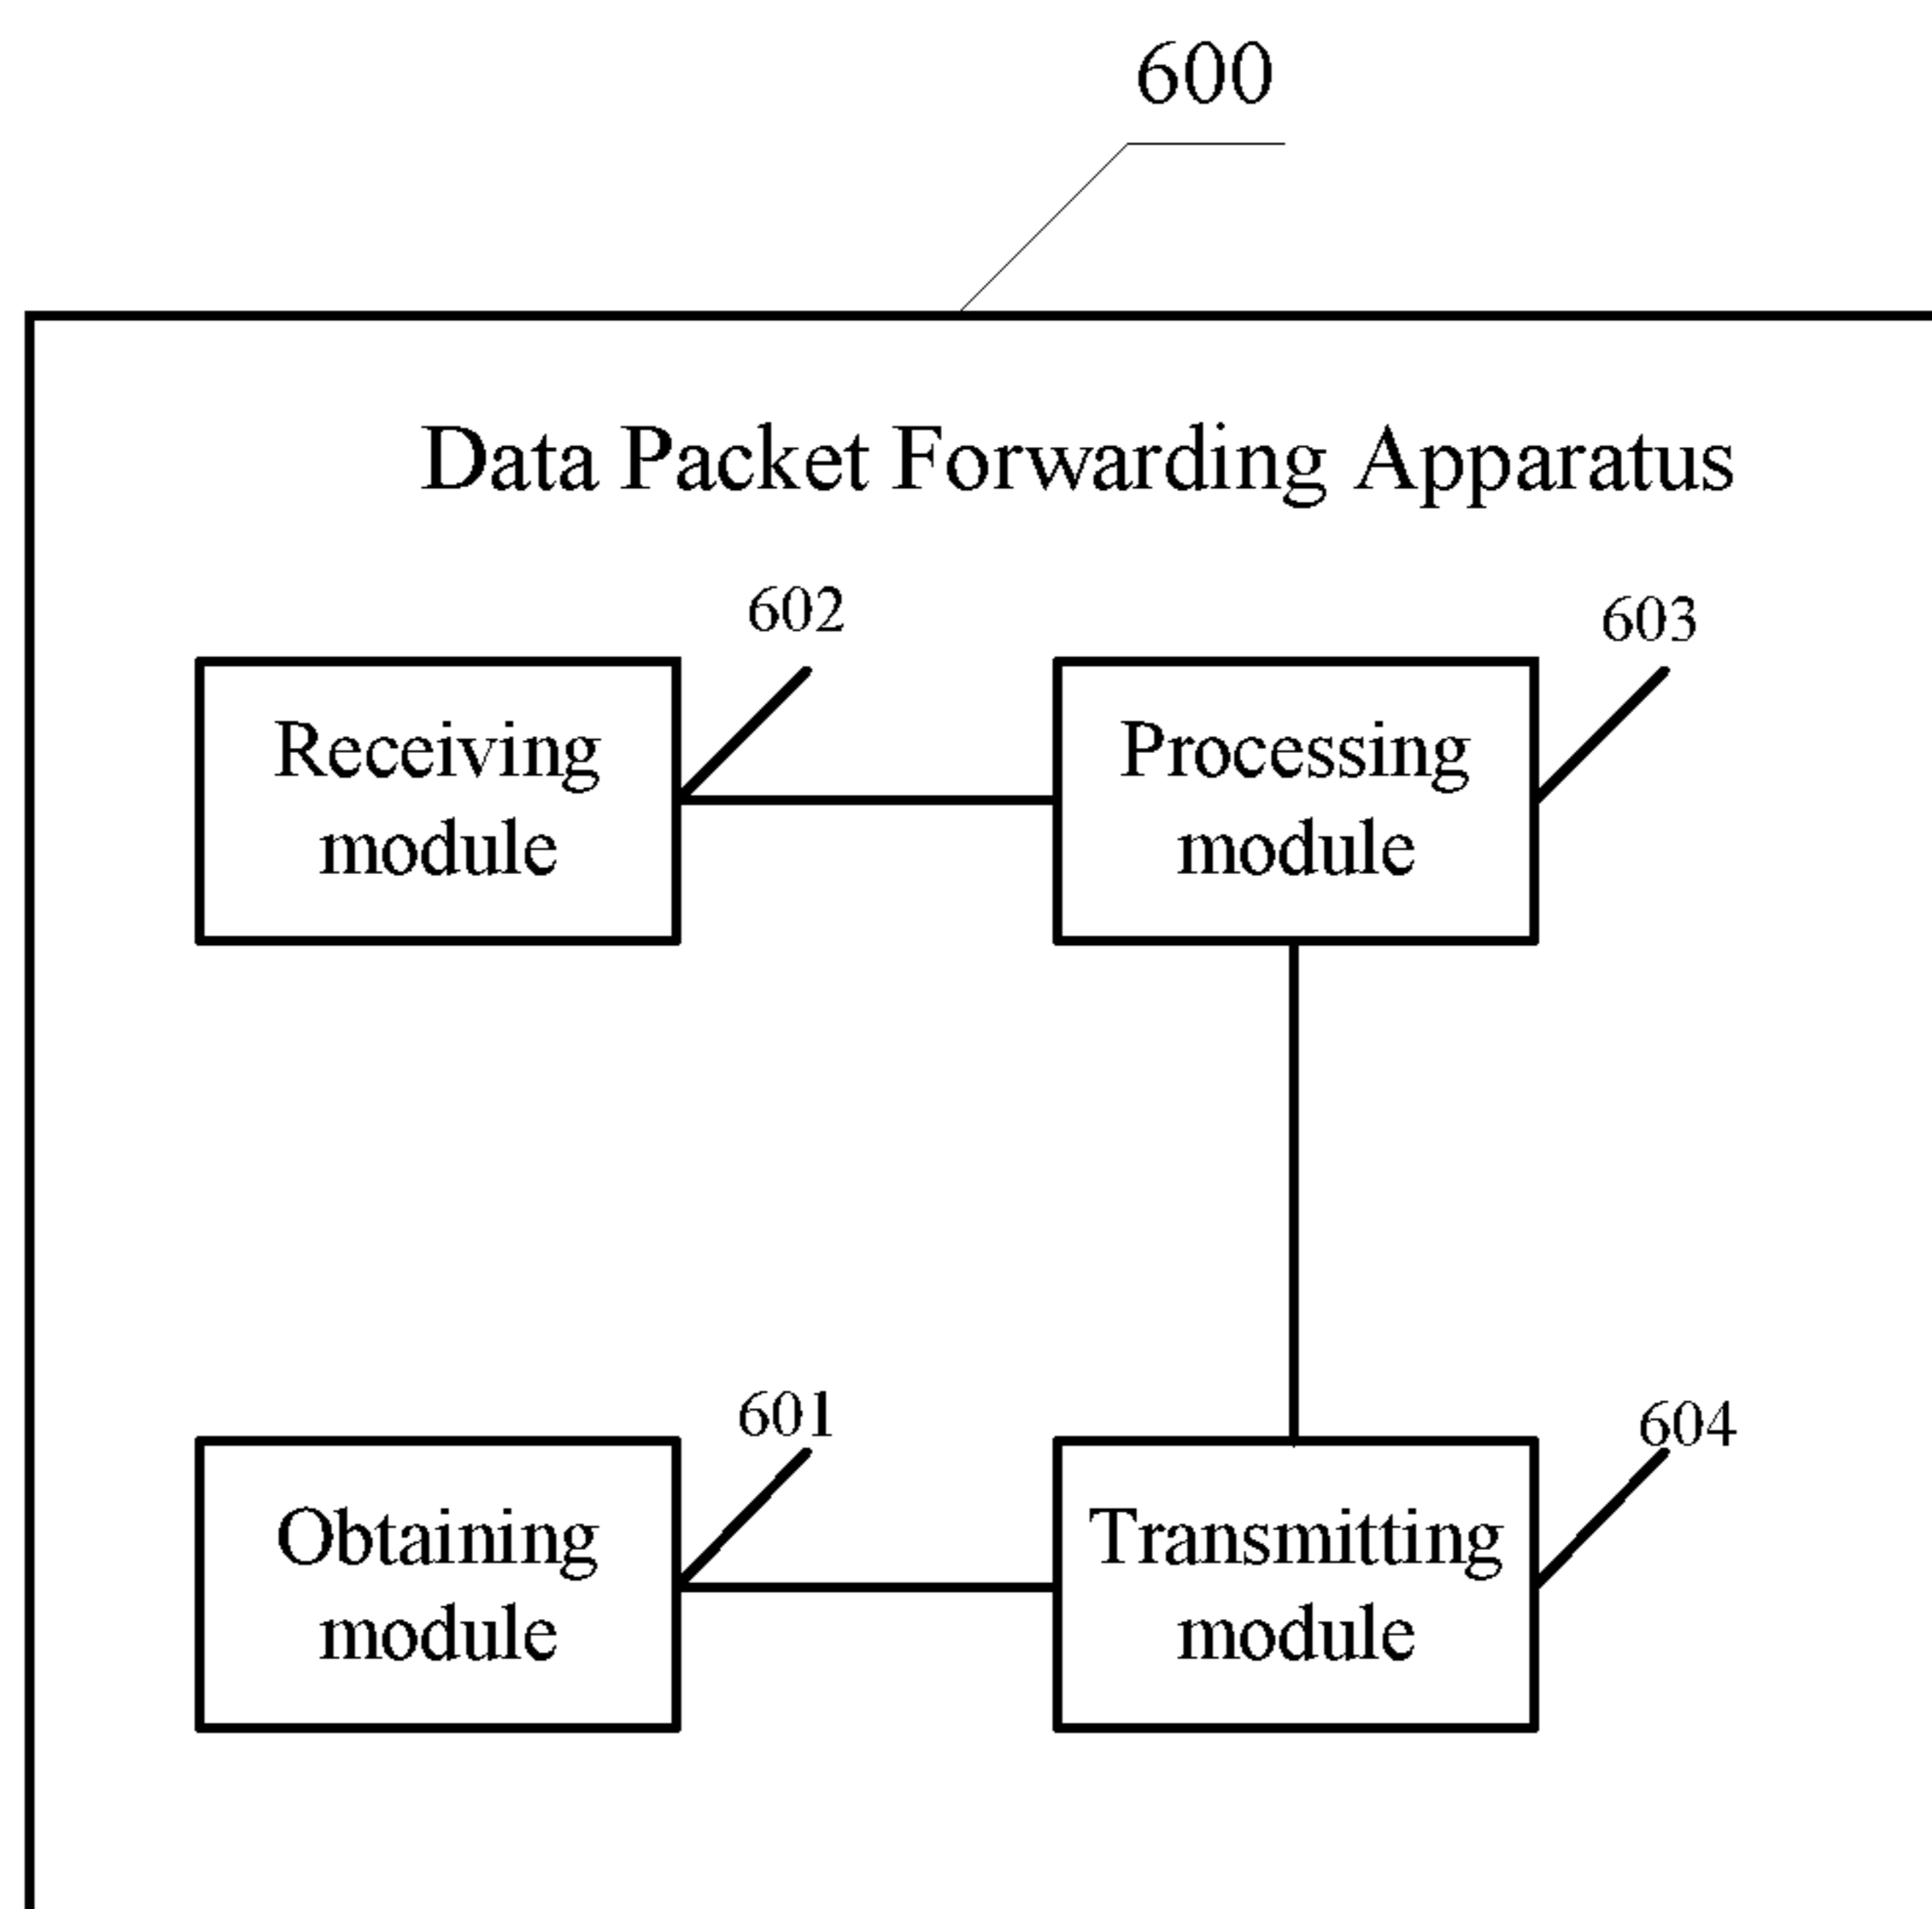 600
Data Packet Forwarding Apparatus
602
603
Receiving
module
Processing
module
601
604
Obtaining
module
Transmitting
module